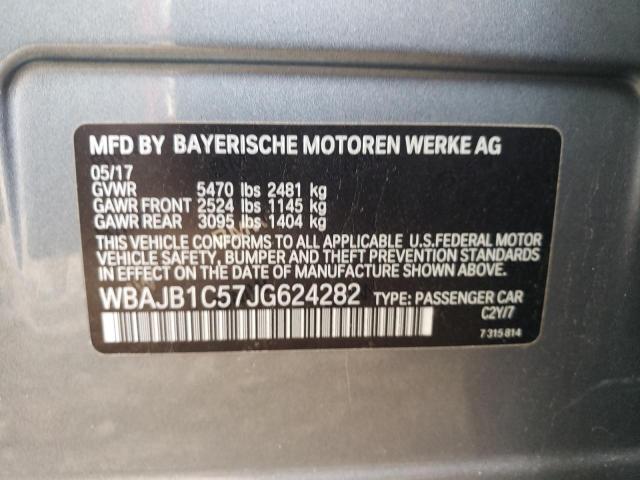 MFD BY BAYERISCHE MOTOREN WERKE AG
05/17
GVWR 5470 lbs 2481 kg
GAWR FRONT 2524 lbs 1145 kg
GAWR REAR 3095 lbs 1404 kg
THIS VEHICLE CONFORMS TO ALL APPLICABLE U.S.FEDERAL MOTOR
VEHICLE SAFETY, BUMPER, AND THEFT PREVENTION STANDARDS
IN EFFECT ON THE DATE OF MANUFACTURE SHOWN ABOVE.
WBAJB1C57JG624282 TYPE: PASSENGER CAR
C2Y/7
7 315 814